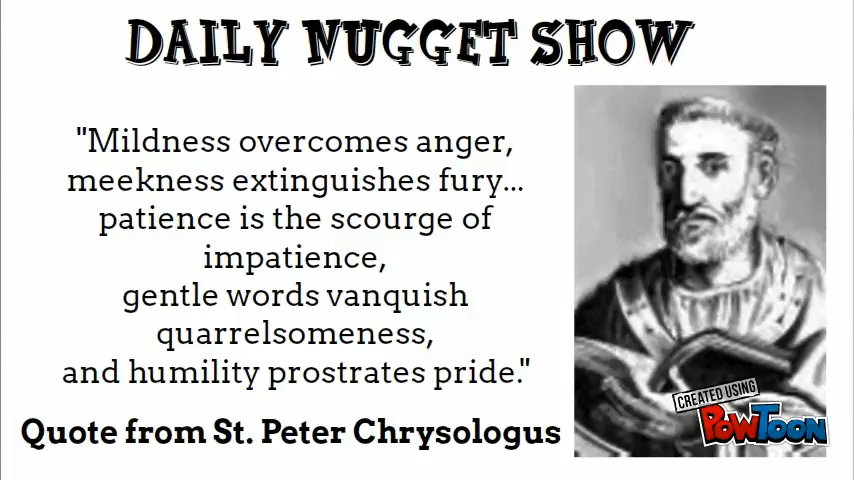 DAILY NUGGET SHOW
"Mildness overcomes anger,
meekness extinguishes fury...
patience is the scourge of
impatience,
gentle words vanquish
quarrelsomeness,
and humility prostrates pride."
Quote from St. Peter Chrysologus
CREATED USING
POWTOON